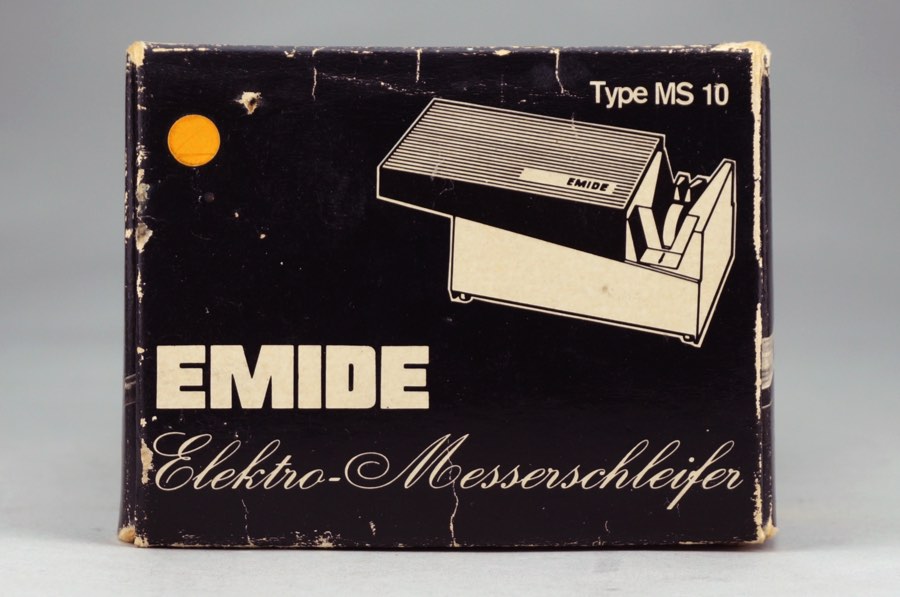 Type MS 10
EMIDE
EMIDE
Elektro-Messerschleifer